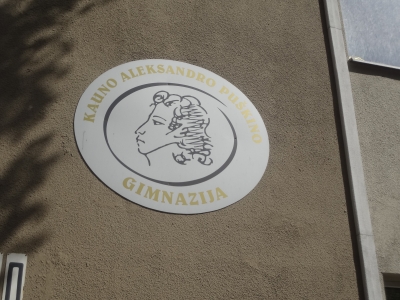 KAUNO ALEKSANDRO PUŠKINO
GIMNAZIJA